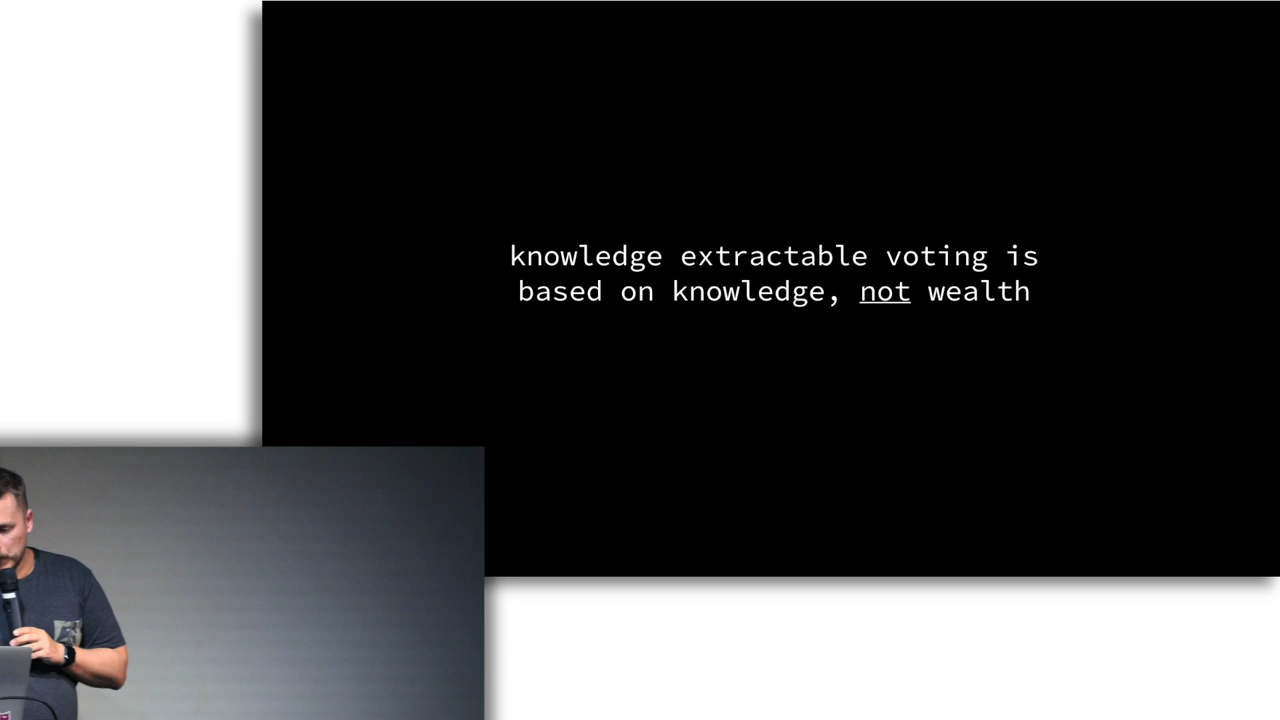 knowledge extractable voting is
based on knowledge, not wealth